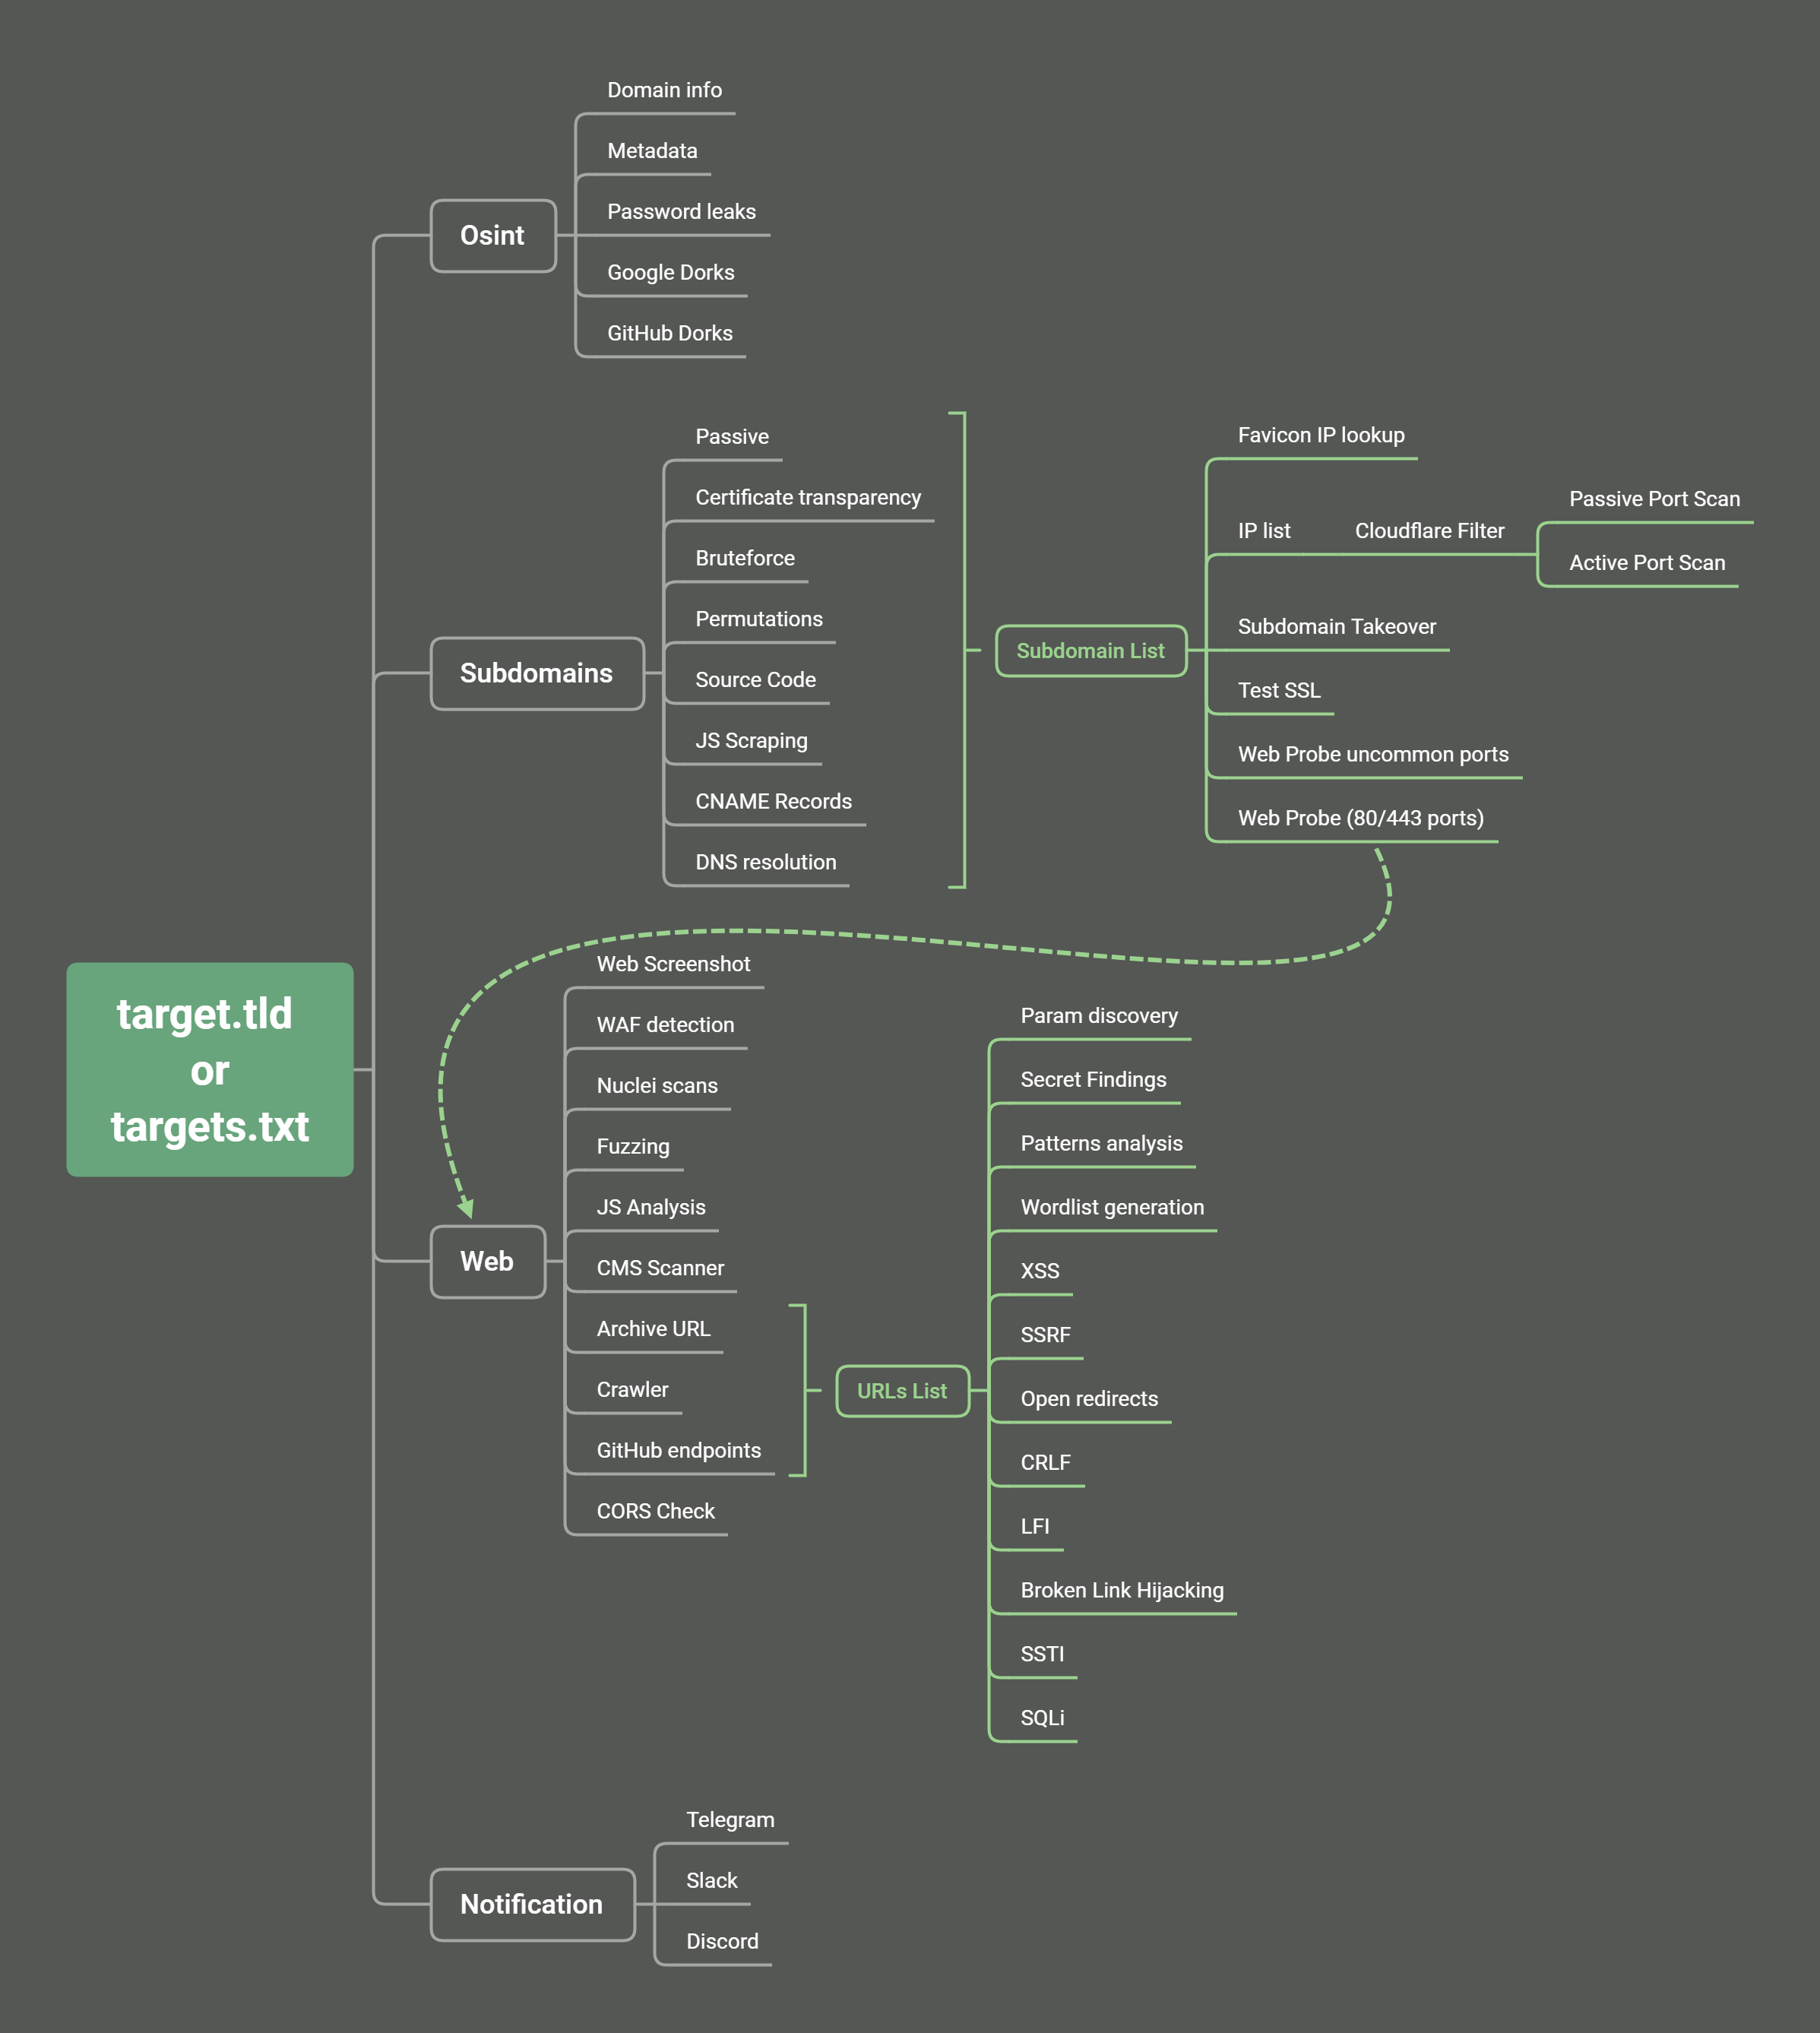 target.tld
or
targets.txt
Osint
Domain info
Metadata
Password leaks
Google Dorks
GitHub Dorks
Subdomains
Passive
Certificate transparency
Bruteforce
Permutations
Source Code
JS Scraping
CNAME Records
DNS resolution
Subdomain List
Favicon IP lookup
IP list
Cloudflare Filter
Passive Port Scan
Active Port Scan
Subdomain Takeover
Test SSL
Web Probe uncommon ports
Web Probe (80/443 ports)
Web
Web Screenshot
WAF detection
Nuclei scans
Fuzzing
JS Analysis
CMS Scanner
Archive URL
Crawler
GitHub endpoints
CORS Check
URLs List
Param discovery
Secret Findings
Patterns analysis
Wordlist generation
XSS
SSRF
Open redirects
CRLF
LFI
Broken Link Hijacking
SSTI
SQLi
Notification
Telegram
Slack
Discord